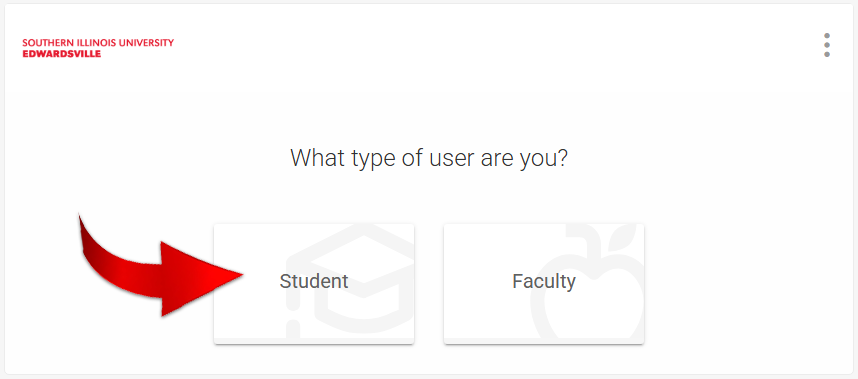 SOUTHERN ILLINOIS UNIVERSITY
EDWARDSVILLE
What type of user are you?
Student
Faculty